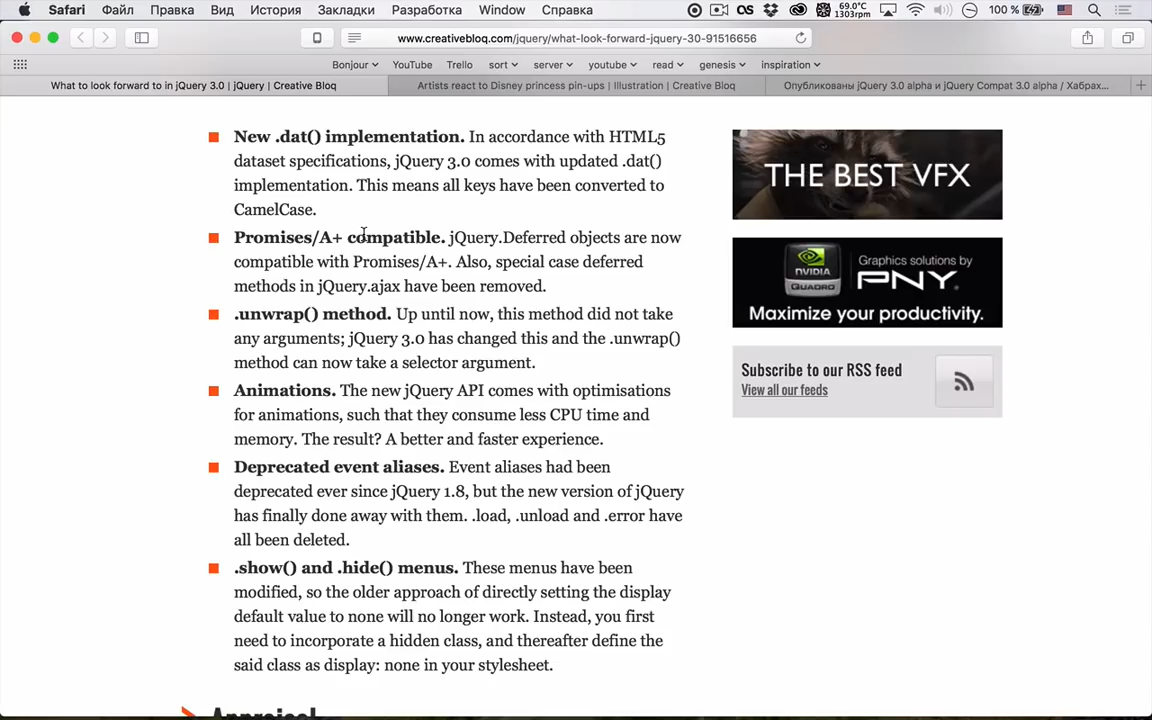 Safari Файл Правка Вид История Закладки Разработка Window Справка 69.0°C 1303rpm 100 %
www.creativebloq.com/jquery/what-look-forward-jquery-30-91516656
Bonjour YouTube Trello sort server youtube read genesis inspiration
What to look forward to in jQuery 3.0 | jQuery | Creative Bloq
Artists react to Disney princess pin-ups | Illustration | Creative Bloq
Опубликованы jQuery 3.0 alpha и jQuery Compat 3.0 alpha / Хабрах...
New .dat() implementation. In accordance with HTML5
dataset specifications, jQuery 3.0 comes with updated .dat()
implementation. This means all keys have been converted to
CamelCase.
Promises/A+ compatible. jQuery.Deferred objects are now
compatible with Promises/A+. Also, special case deferred
methods in jQuery.ajax have been removed.
.unwrap() method. Up until now, this method did not take
any arguments; jQuery 3.0 has changed this and the .unwrap()
method can now take a selector argument.
Animations. The new jQuery API comes with optimisations
for animations, such that they consume less CPU time and
memory. The result? A better and faster experience.
Deprecated event aliases. Event aliases had been
deprecated ever since jQuery 1.8, but the new version of jQuery
has finally done away with them. .load, .unload and .error have
all been deleted.
.show() and .hide() menus. These menus have been
modified, so the older approach of directly setting the display
default value to none will no longer work. Instead, you first
need to incorporate a hidden class, and thereafter define the
said class as display: none in your stylesheet.
THE BEST VFX
NVIDIA
QUADRO
Graphics solutions by
PNY
Maximize your productivity.
Subscribe to our RSS feed
View all our feeds